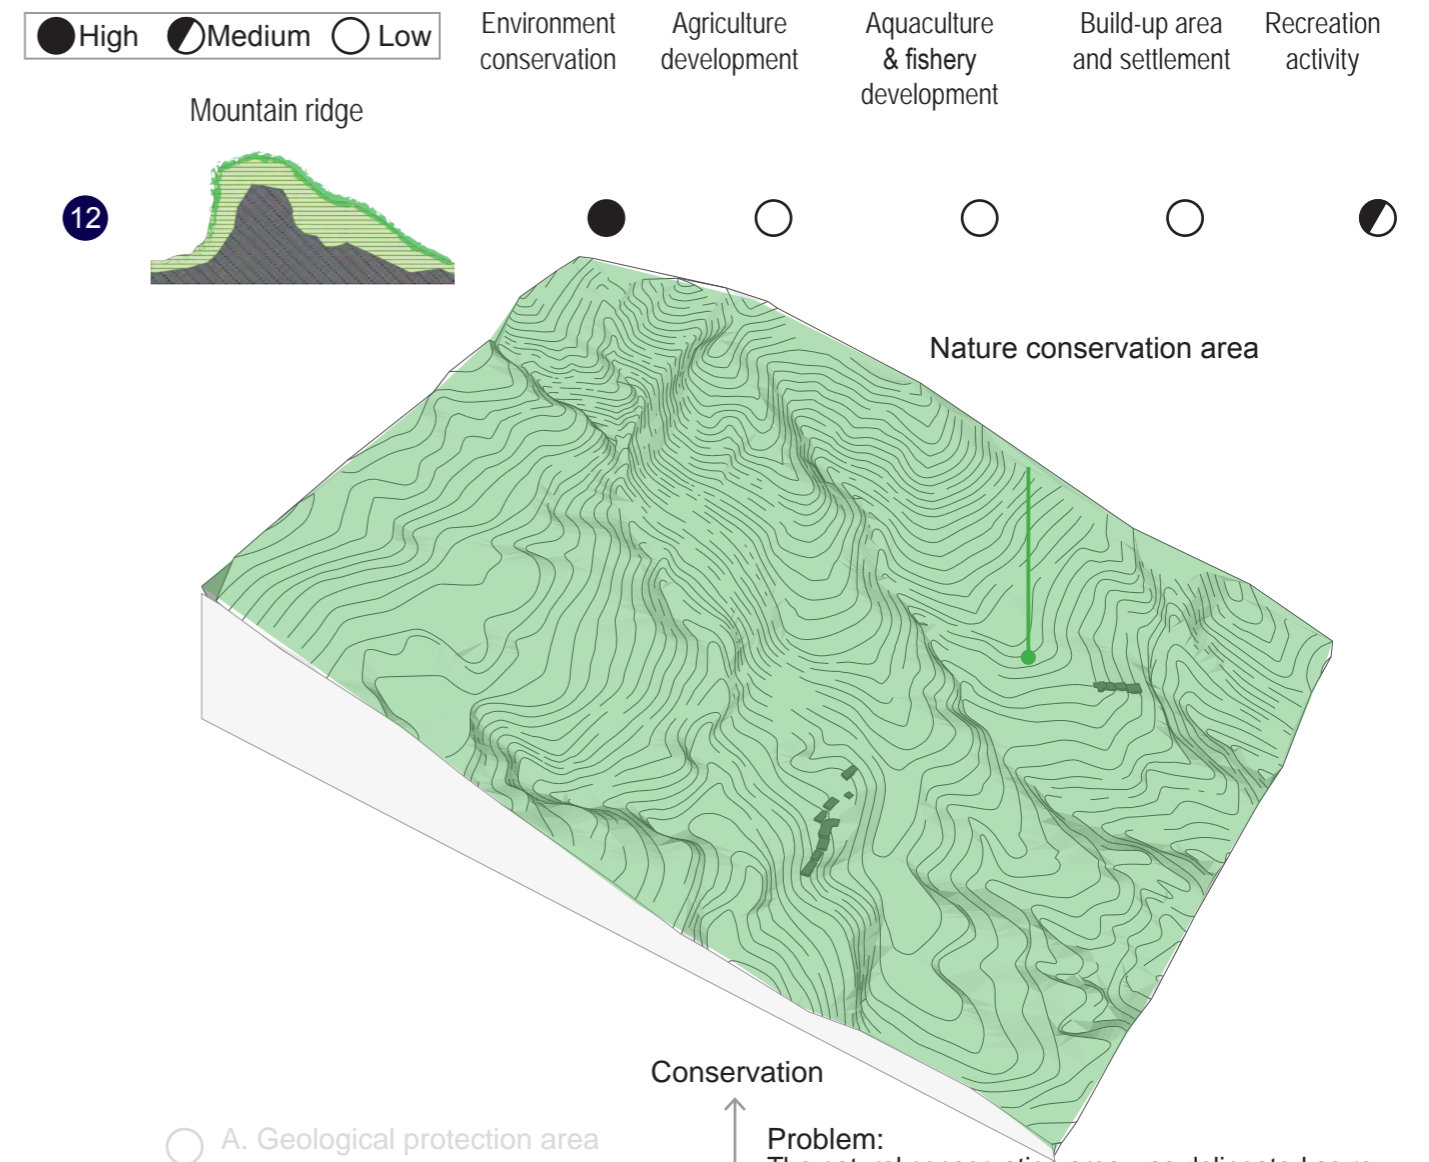 High Medium Low
Environment
conservation
Agriculture
development
Aquaculture
& fishery
development
Build-up area
and settlement
Recreation
activity
Mountain ridge
12
Nature conservation area
Conservation
A. Geological protection area
Problem: